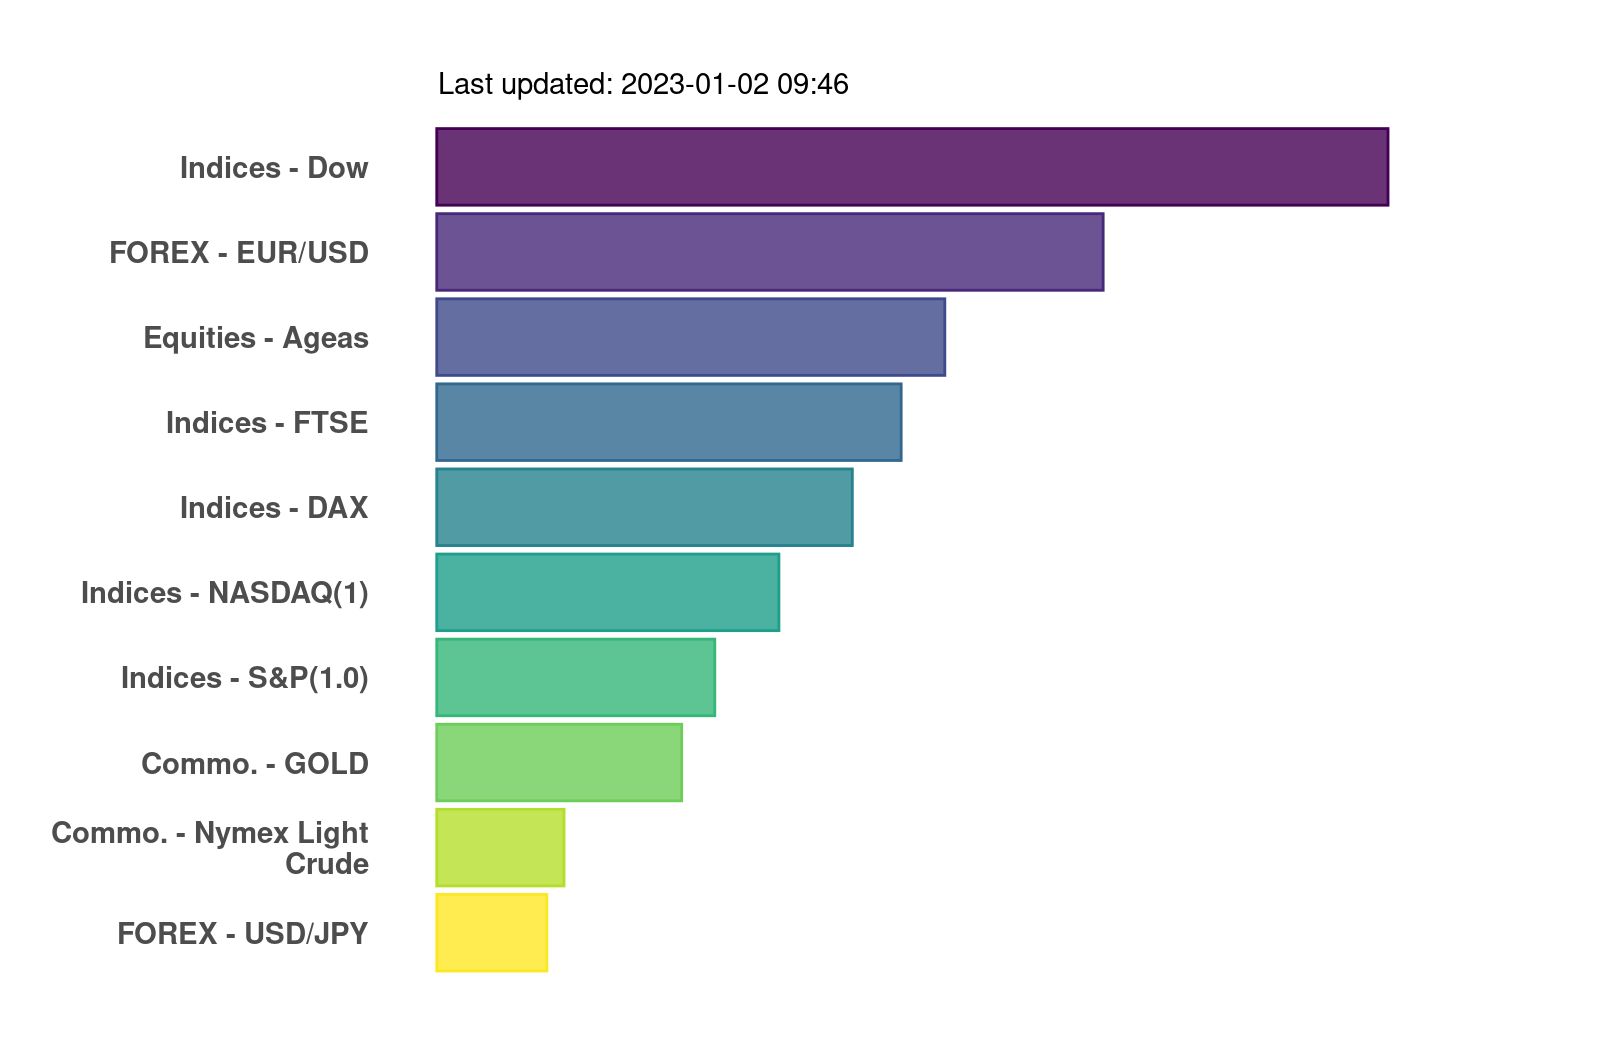 Last updated: 2023-01-02 09:46
Indices - Dow
FOREX - EUR/USD
Equities - Ageas
Indices - FTSE
Indices - DAX
Indices - NASDAQ(1)
Indices - S&P(1.0)
Commo. - GOLD
Commo. - Nymex Light
Crude
FOREX - USD/JPY